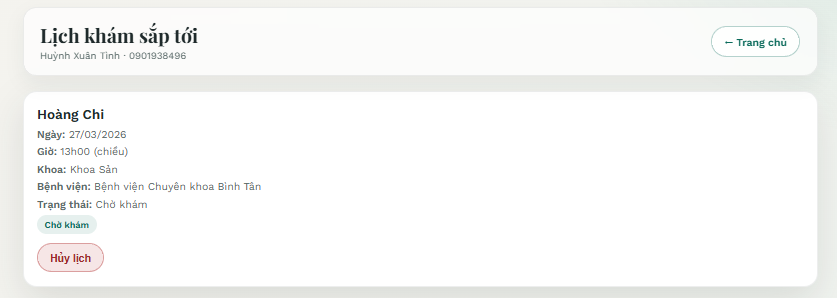 Lịch khám sắp tới
Huỳnh Xuân Tình · 0901938496
← Trang chủ
Hoàng Chi
Ngày: 27/03/2026
Giờ: 13h00 (chiều)
Khoa: Khoa Sản
Bệnh viện: Bệnh viện Chuyên khoa Bình Tân
Trạng thái: Chờ khám
Chờ khám
Hủy lịch